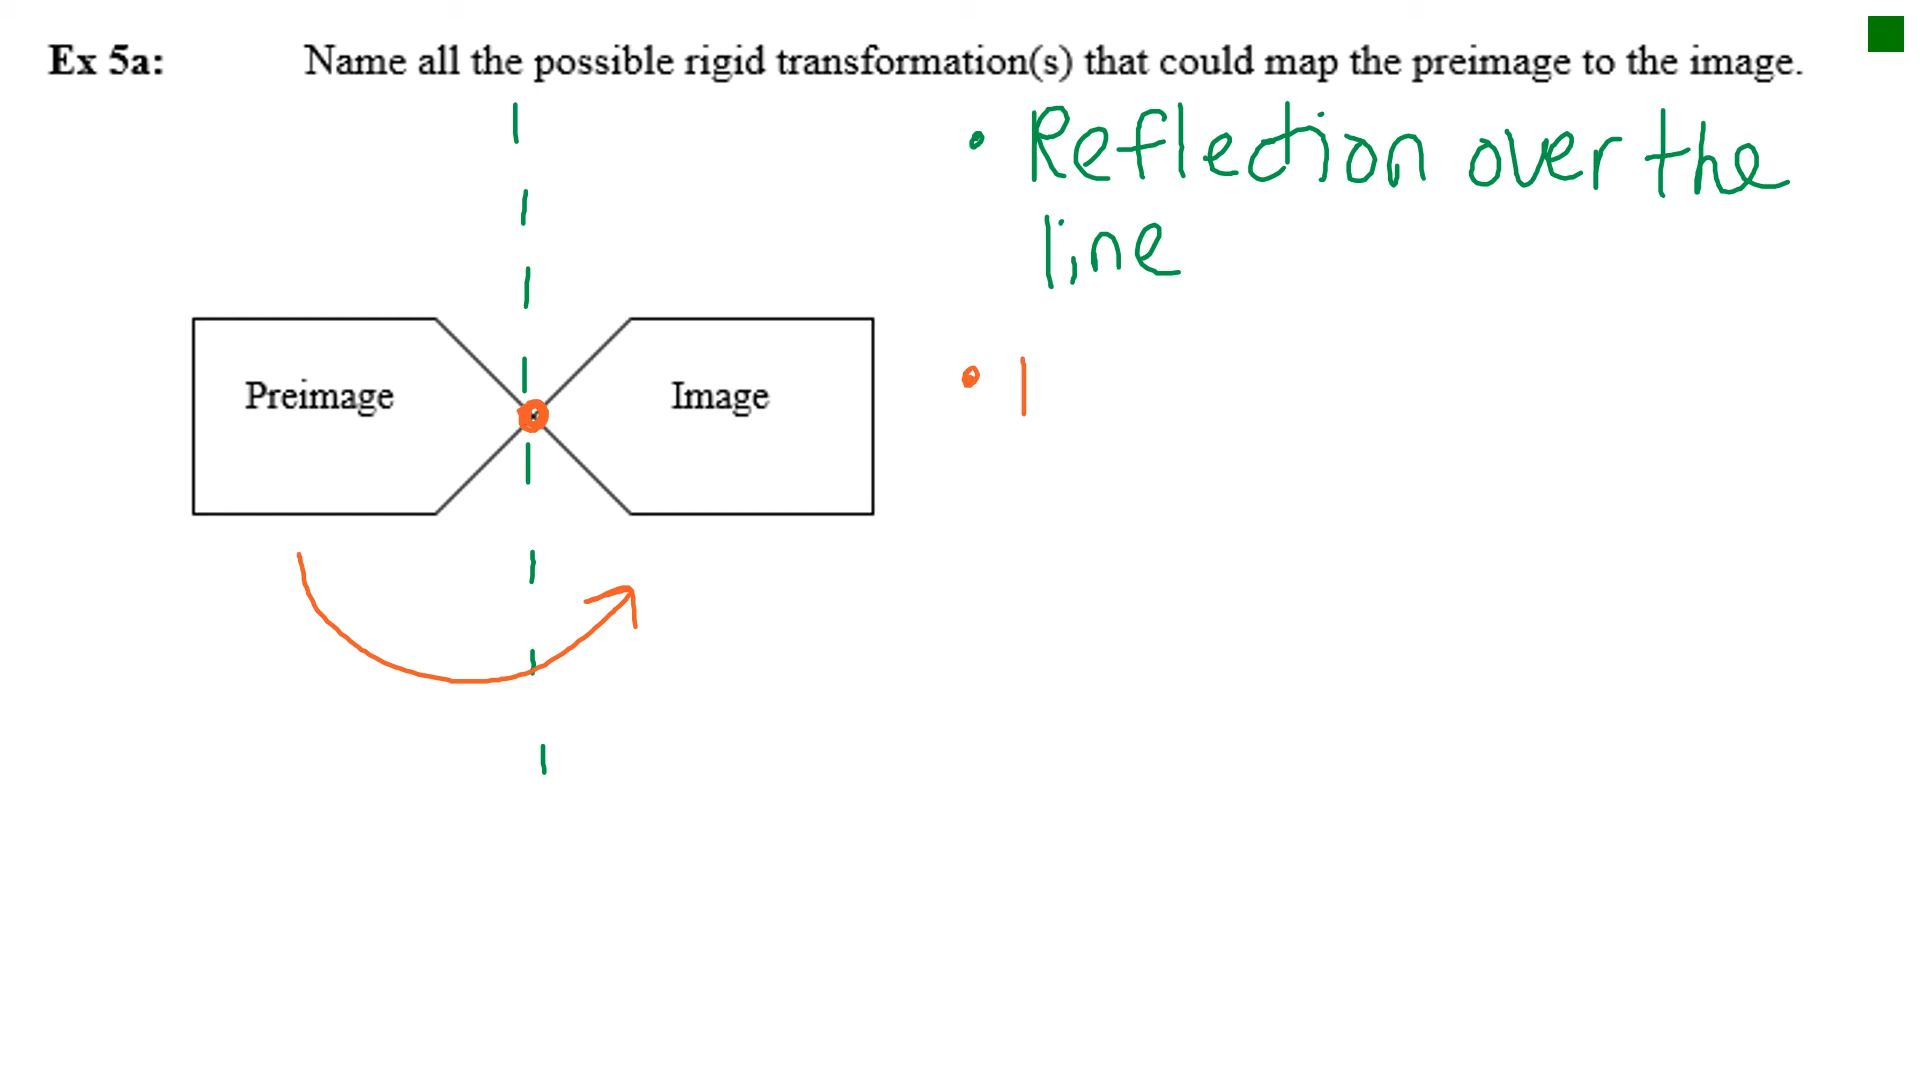 Ex 5a: Name all the possible rigid transformation(s) that could map the preimage to the image.
• Reflection over the
line
Preimage
Image
•